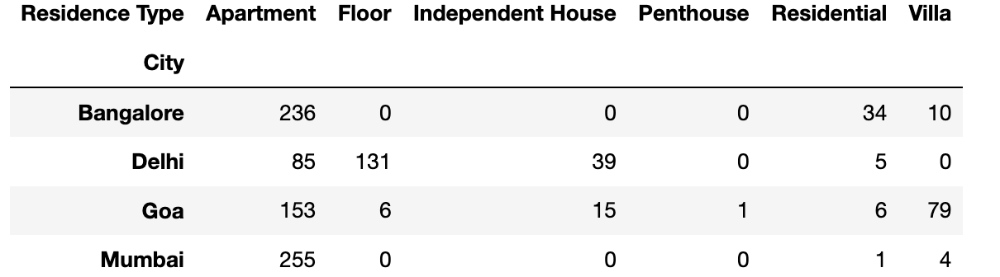 Residence Type Apartment Floor Independent House Penthouse Residential Villa
City
Bangalore 236 0 0 0 34 10
Delhi 85 131 39 0 5 0
Goa 153 6 15 1 6 79
Mumbai 255 0 0 0 1 4